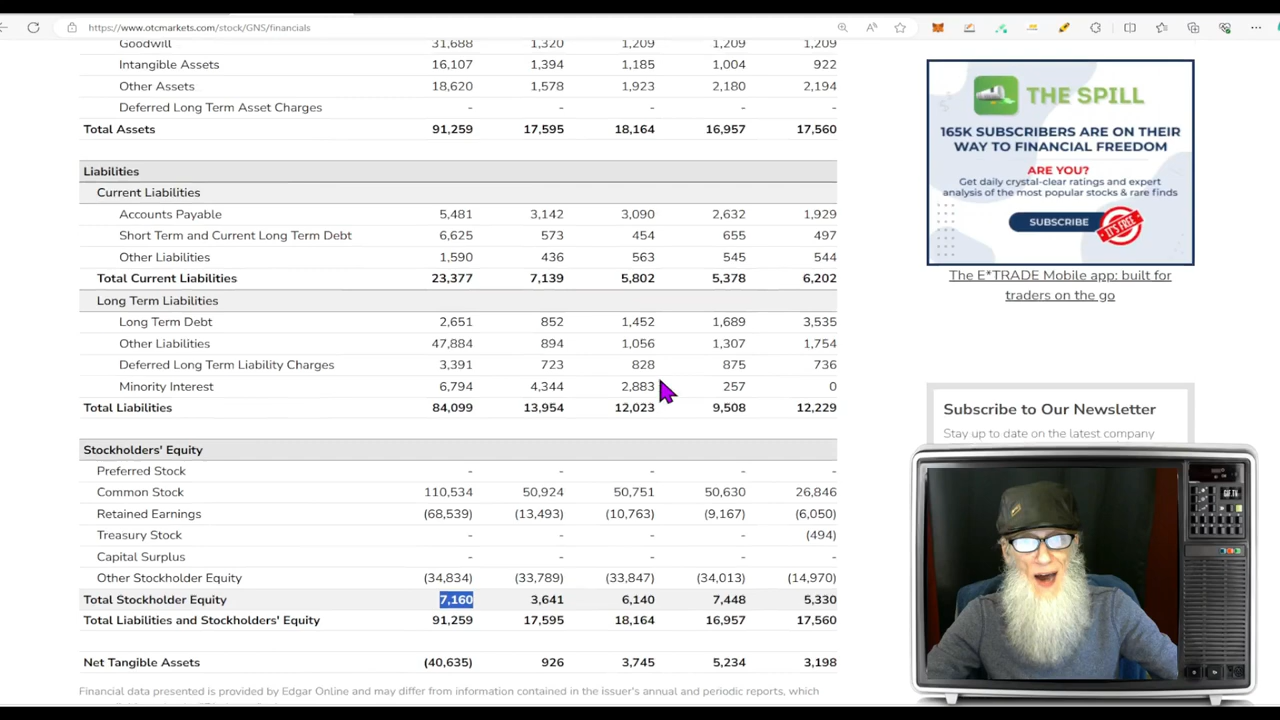 https://www.otcmarkets.com/stock/GNS/financials
Goodwill 31,688 1,320 1,209 1,209 1,209
Intangible Assets 16,107 1,394 1,185 1,004 922
Other Assets 18,620 1,578 1,923 2,180 2,194
Deferred Long Term Asset Charges - - - - -
Total Assets 91,259 17,595 18,164 16,957 17,560
Liabilities
Current Liabilities
Accounts Payable 5,481 3,142 3,090 2,632 1,929
Short Term and Current Long Term Debt 6,625 573 454 655 497
Other Liabilities 1,590 436 563 545 544
Total Current Liabilities 23,377 7,139 5,802 5,378 6,202
Long Term Liabilities
Long Term Debt 2,651 852 1,452 1,689 3,535
Other Liabilities 47,884 894 1,056 1,307 1,754
Deferred Long Term Liability Charges 3,391 723 828 875 736
Minority Interest 6,794 4,344 2,883 257 0
Total Liabilities 84,099 13,954 12,023 9,508 12,229
Stockholders' Equity
Preferred Stock - - - - -
Common Stock 110,534 50,924 50,751 50,630 26,846
Retained Earnings (68,539) (13,493) (10,763) (9,167) (6,050)
Treasury Stock - - - - (494)
Capital Surplus - - - - -
Other Stockholder Equity (34,834) (33,789) (33,847) (34,013) (14,970)
Total Stockholder Equity 7,160 3,641 6,140 7,448 5,330
Total Liabilities and Stockholders' Equity 91,259 17,595 18,164 16,957 17,560
Net Tangible Assets (40,635) 926 3,745 5,234 3,198
Financial data presented is provided by Edgar Online and may differ from information contained in the issuer's annual and periodic reports, which
THE SPILL
165K SUBSCRIBERS ARE ON THEIR
WAY TO FINANCIAL FREEDOM
ARE YOU?
Get daily crystal-clear ratings and expert
analysis of the most popular stocks & rare finds
SUBSCRIBE
IT'S FREE
The E*TRADE Mobile app: built for
traders on the go
Subscribe to Our Newsletter
Stay up to date on the latest company
GIF.TV